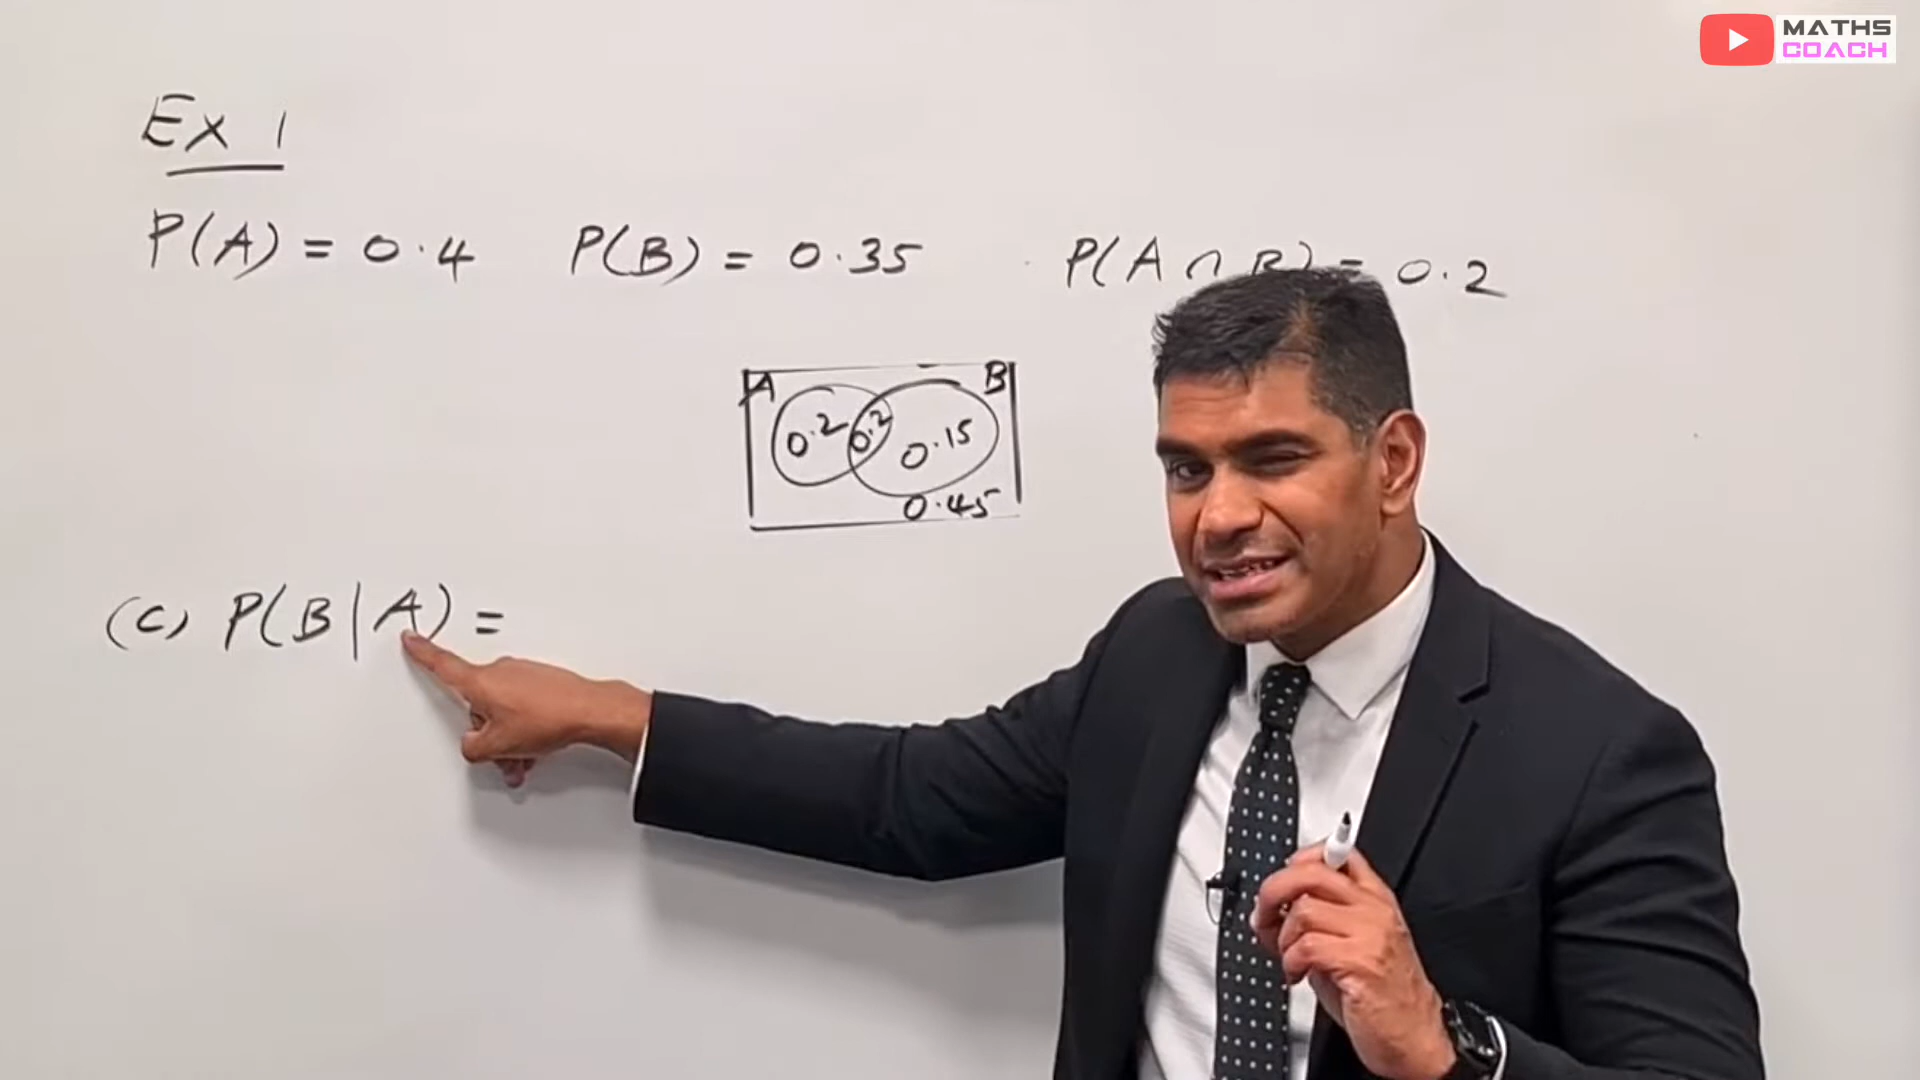 MATHS
COACH
Ex 1
P(A) = 0.4 P(B) = 0.35 P(A ∩ B) = 0.2
A B
0.2 0.2 0.15
0.45
(c) P(B|A) =